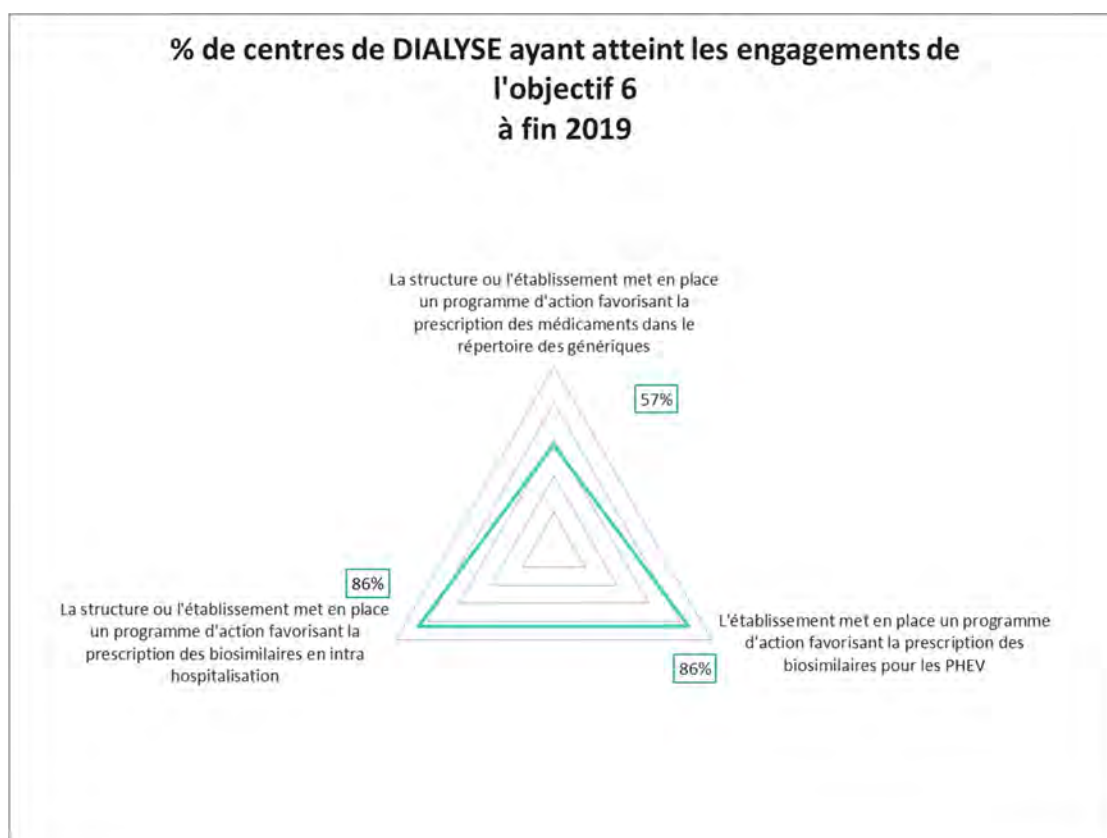 % de centres de DIALYSE ayant atteint les engagements de
l'objectif 6
à fin 2019
La structure ou l'établissement met en place
un programme d'action favorisant la
prescription des médicaments dans le
répertoire des génériques
57%
86%
La structure ou l'établissement met en place
un programme d'action favorisant la
prescription des biosimilaires en intra
hospitalisation
L'établissement met en place un programme
d'action favorisant la prescription des
biosimilaires pour les PHEV
86%